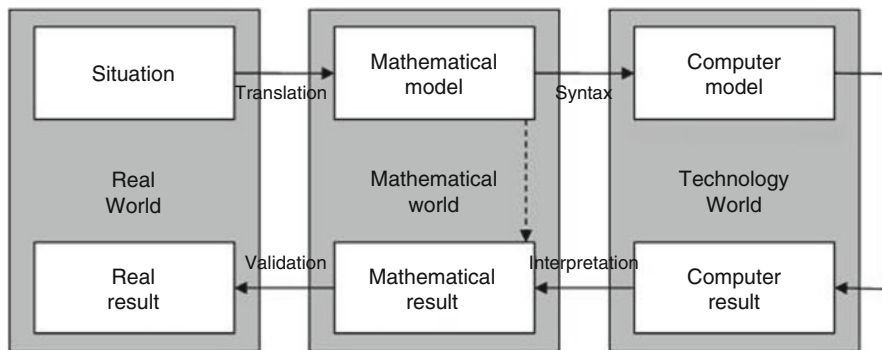 Situation
Translation
Mathematical
model
Syntax
Computer
model
Real
World
Mathematical
world
Technology
World
Real
result
Validation
Mathematical
result
Interpretation
Computer
result